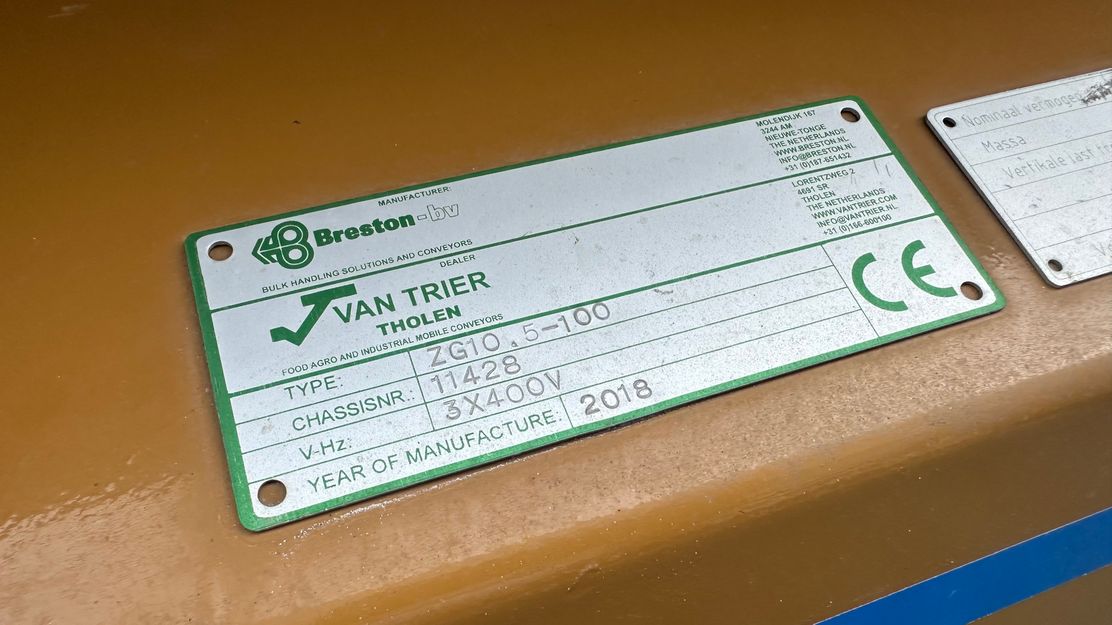 MANUFACTURER:
Breston-bv
BULK HANDLING SOLUTIONS AND CONVEYORS
MOLENDIJK 167
3244 AM
NIEUWE-TONGE
THE NETHERLANDS
WWW.BRESTON.NL
INFO@BRESTON.NL
+31 (0)187-651432
DEALER
VAN TRIER
THOLEN
FOOD AGRO AND INDUSTRIAL MOBILE CONVEYORS
LORENTZWEG 2
4691 SR
THOLEN
THE NETHERLANDS
WWW.VANTRIER.COM
INFO@VANTRIER.NL
+31 (0)166-600100
TYPE: ZG10.5-100
CHASSISNR.: 11428
V-Hz: 3X400V
YEAR OF MANUFACTURE: 2018
CE
Nominaal vermogen
Massa
Vertikale last